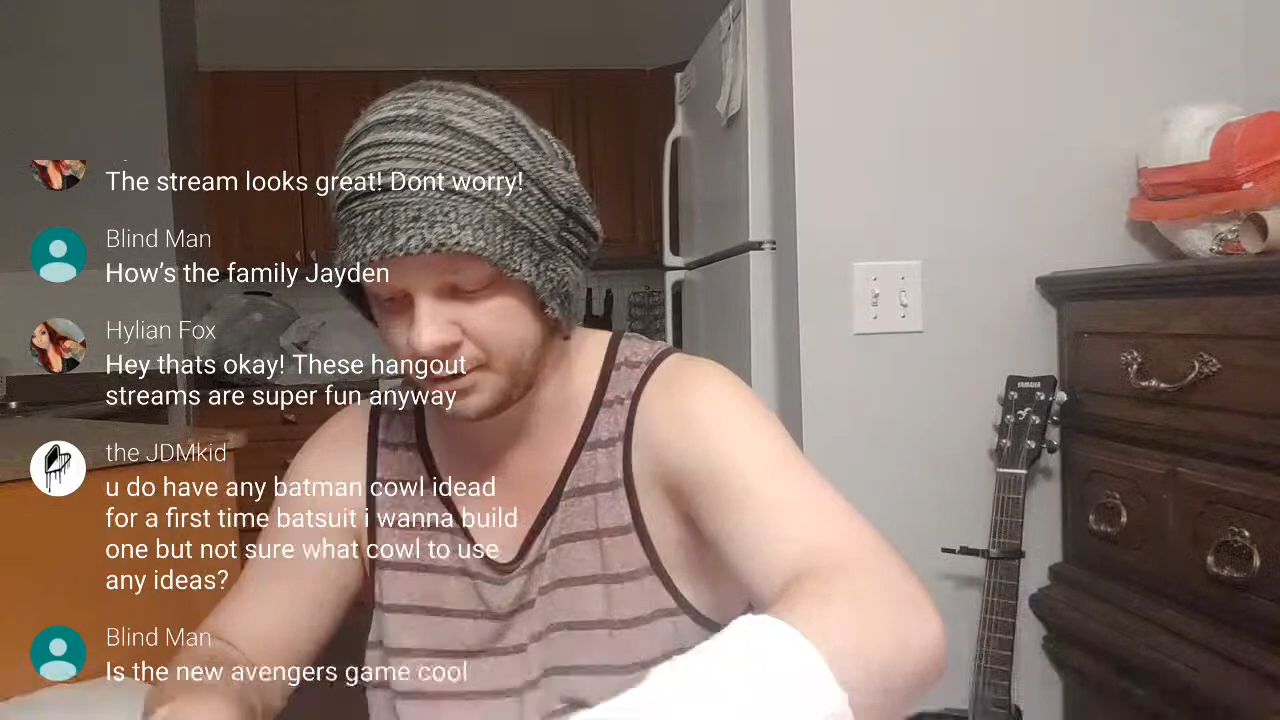 The stream looks great! Dont worry!
Blind Man
How's the family Jayden
Hylian Fox
Hey thats okay! These hangout
streams are super fun anyway
the JDMkid
u do have any batman cowl idead
for a first time batsuit i wanna build
one but not sure what cowl to use
any ideas?
Blind Man
Is the new avengers game cool
YAMAHA